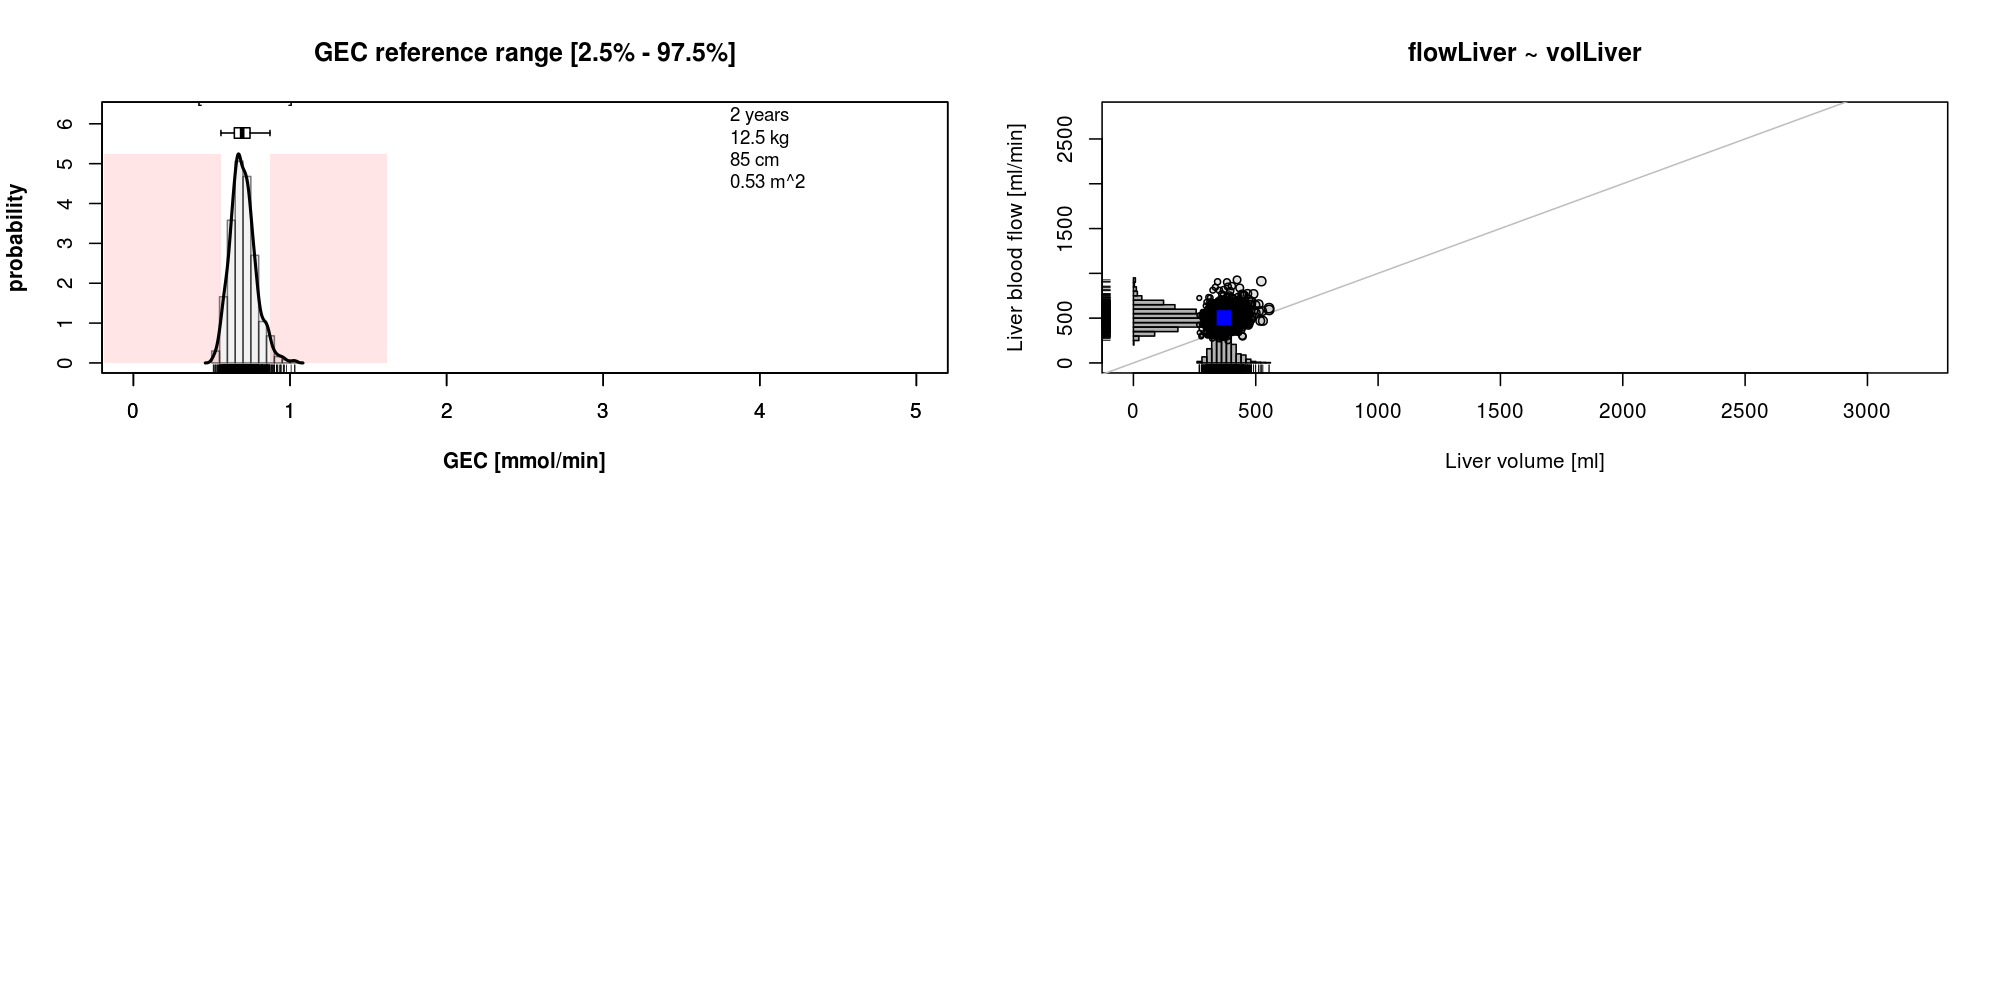 GEC reference range [2.5% - 97.5%]
probability
6
5
4
3
2
1
0
2 years
12.5 kg
85 cm
0.53 m^2
0 1 2 3 4 5
GEC [mmol/min]
flowLiver ~ volLiver
Liver blood flow [ml/min]
2500
1500
500
0
0 500 1000 1500 2000 2500 3000
Liver volume [ml]